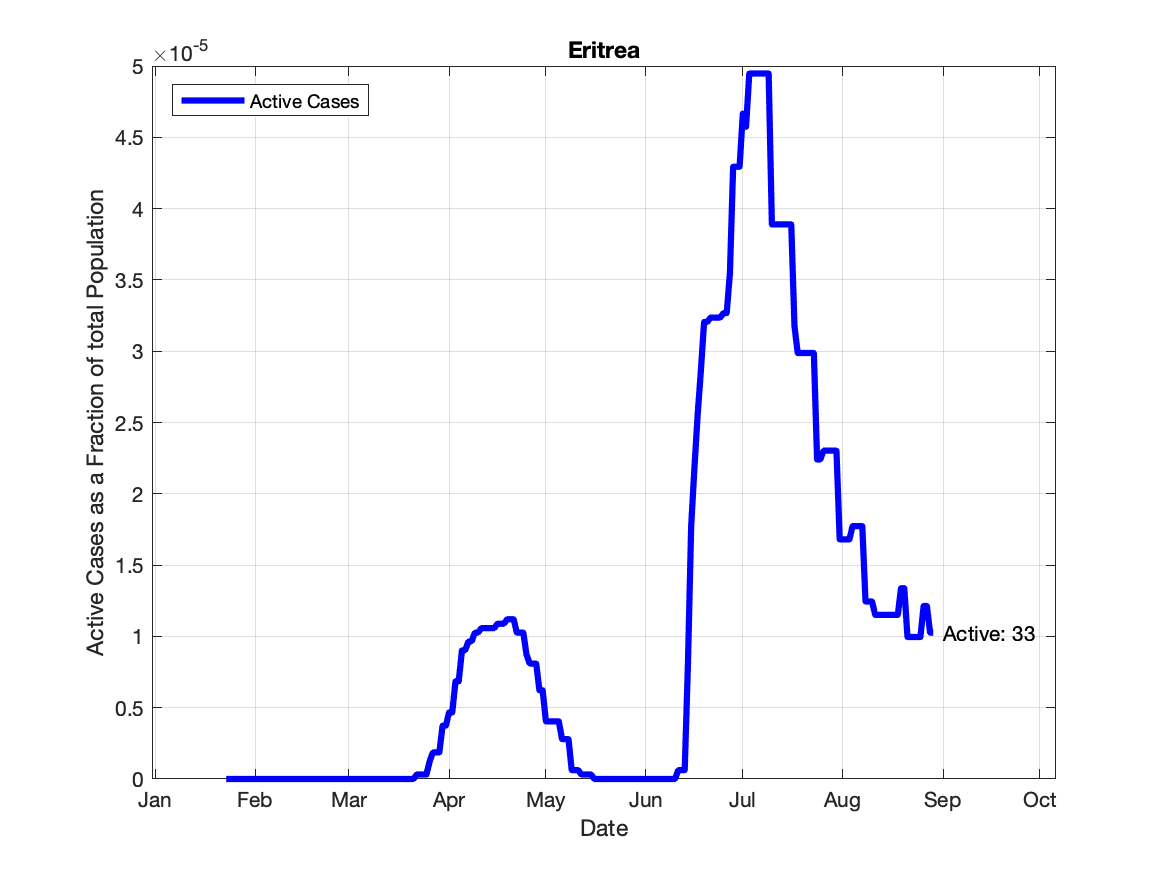 Eritrea
×10-5
Active Cases
5
4.5
4
3.5
3
2.5
2
1.5
1
0.5
0
Active Cases as a Fraction of total Population
Active: 33
Jan Feb Mar Apr May Jun Jul Aug Sep Oct
Date